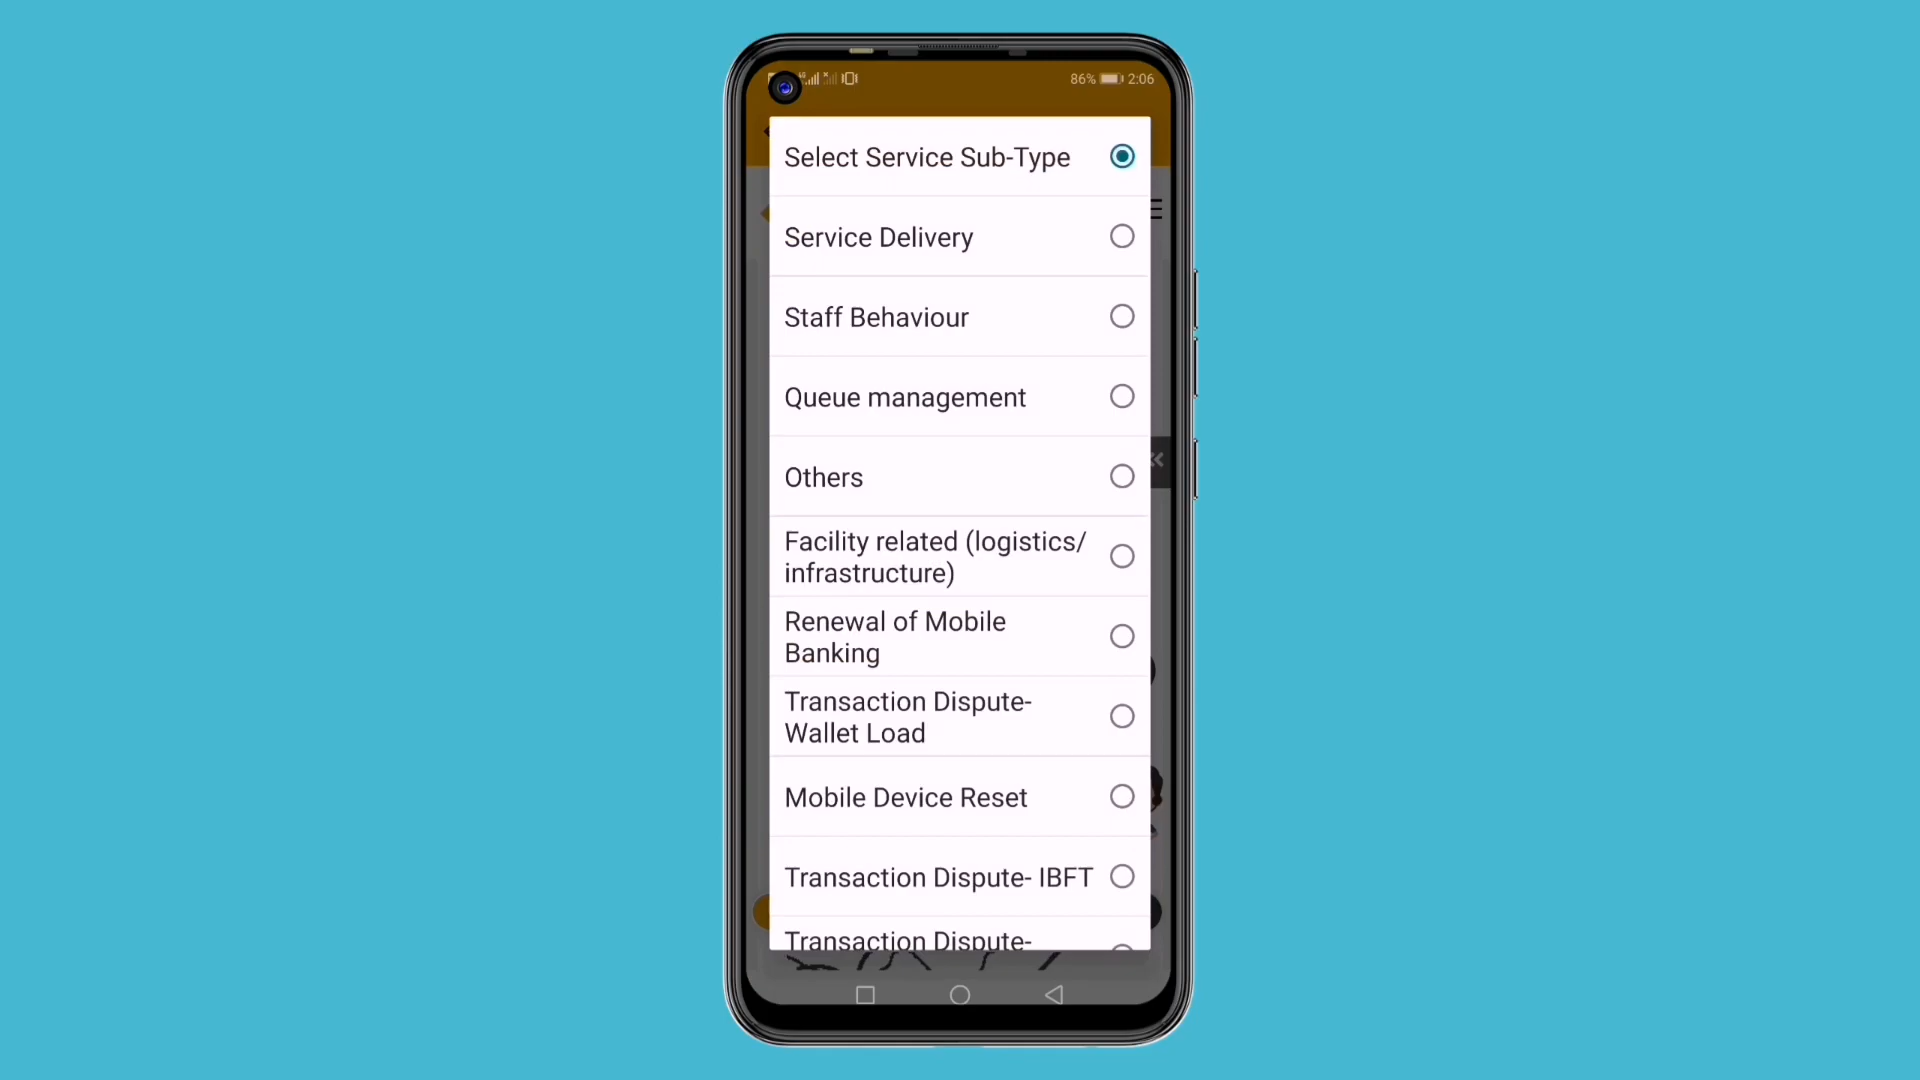 86% 2:06
Select Service Sub-Type
Service Delivery
Staff Behaviour
Queue management
Others
Facility related (logistics/
infrastructure)
Renewal of Mobile
Banking
Transaction Dispute-
Wallet Load
Mobile Device Reset
Transaction Dispute- IBFT
Transaction Dispute-